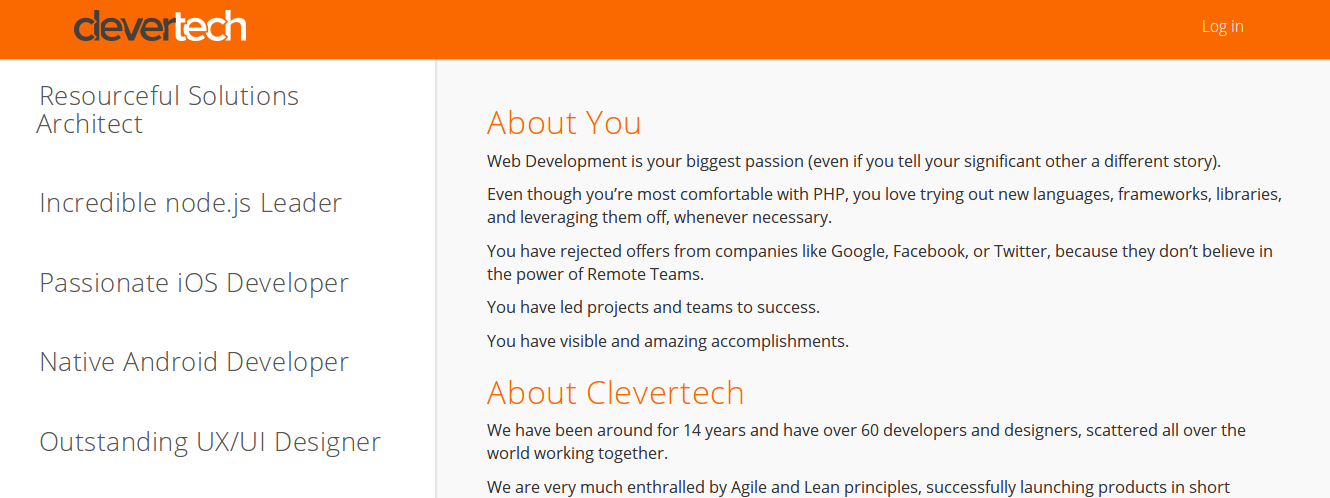 clevertech
Log in
Resourceful Solutions
Architect
Incredible node.js Leader
Passionate iOS Developer
Native Android Developer
Outstanding UX/UI Designer
About You
Web Development is your biggest passion (even if you tell your significant other a different story).
Even though you’re most comfortable with PHP, you love trying out new languages, frameworks, libraries,
and leveraging them off, whenever necessary.
You have rejected offers from companies like Google, Facebook, or Twitter, because they don’t believe in
the power of Remote Teams.
You have led projects and teams to success.
You have visible and amazing accomplishments.
About Clevertech
We have been around for 14 years and have over 60 developers and designers, scattered all over the
world working together.
We are very much enthralled by Agile and Lean principles, successfully launching products in short